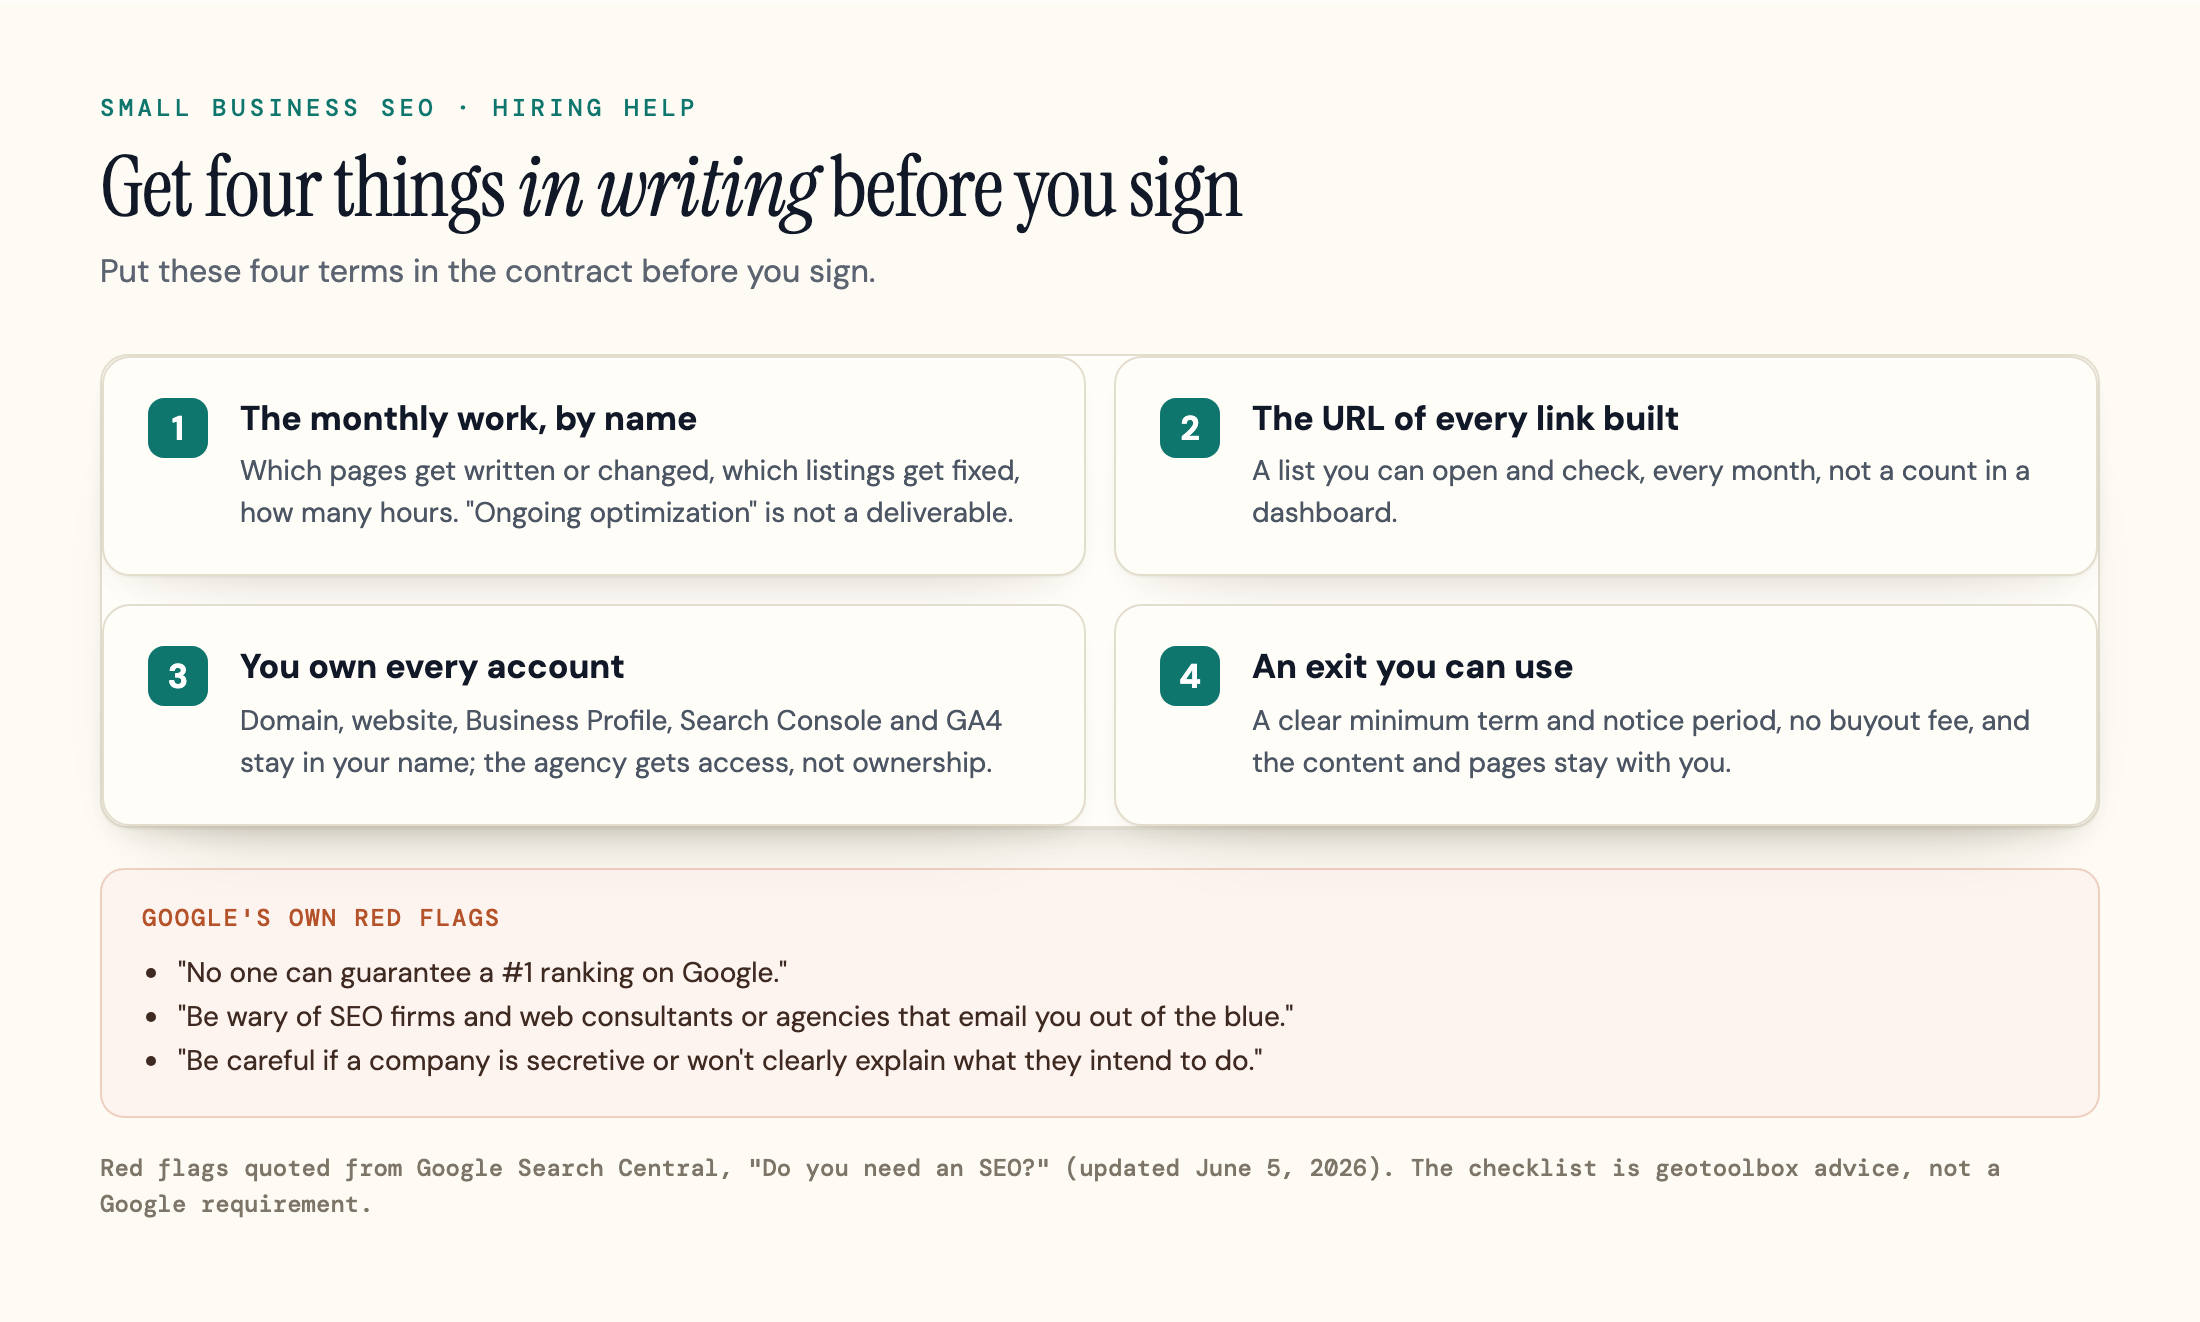 SMALL BUSINESS SEO · HIRING HELP
Get four things in writing before you sign
Put these four terms in the contract before you sign.
1
The monthly work, by name
Which pages get written or changed, which listings get fixed,
how many hours. "Ongoing optimization" is not a deliverable.
2
The URL of every link built
A list you can open and check, every month, not a count in a
dashboard.
3
You own every account
Domain, website, Business Profile, Search Console and GA4
stay in your name; the agency gets access, not ownership.
4
An exit you can use
A clear minimum term and notice period, no buyout fee, and
the content and pages stay with you.
GOOGLE'S OWN RED FLAGS
• "No one can guarantee a #1 ranking on Google."
• "Be wary of SEO firms and web consultants or agencies that email you out of the blue."
• "Be careful if a company is secretive or won't clearly explain what they intend to do."
Red flags quoted from Google Search Central, "Do you need an SEO?" (updated June 5, 2026). The checklist is geotoolbox advice, not a
Google requirement.